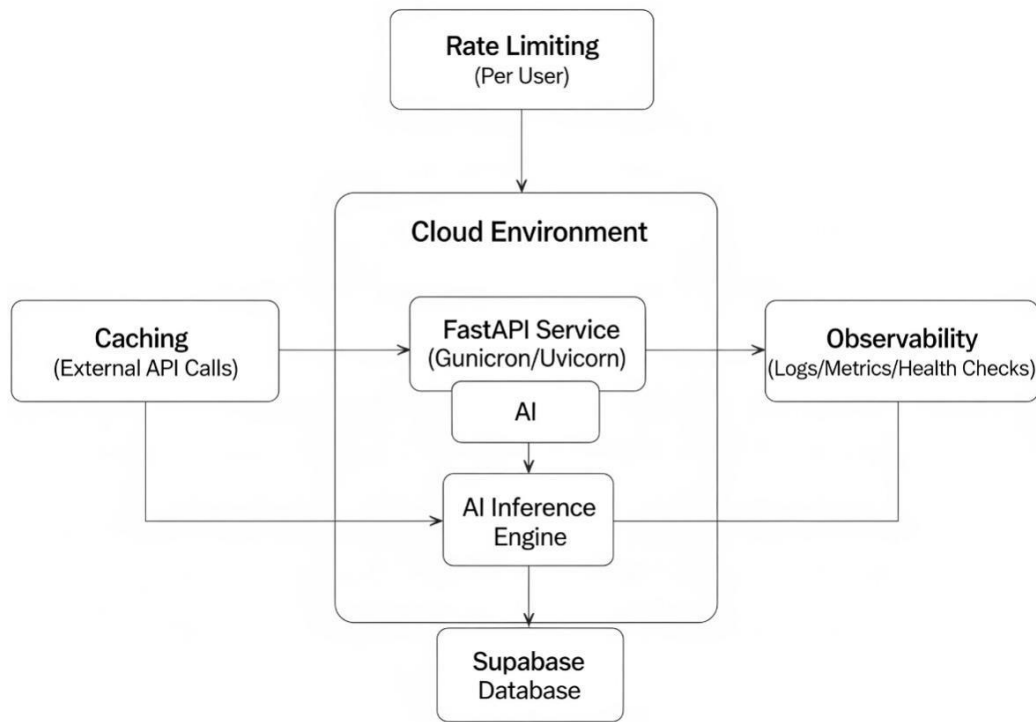 Rate Limiting
(Per User)
Cloud Environment
Caching
(External API Calls)
FastAPI Service
(Gunicron/Uvicorn)
Observability
(Logs/Metrics/Health Checks)
AI
AI Inference
Engine
Supabase
Database